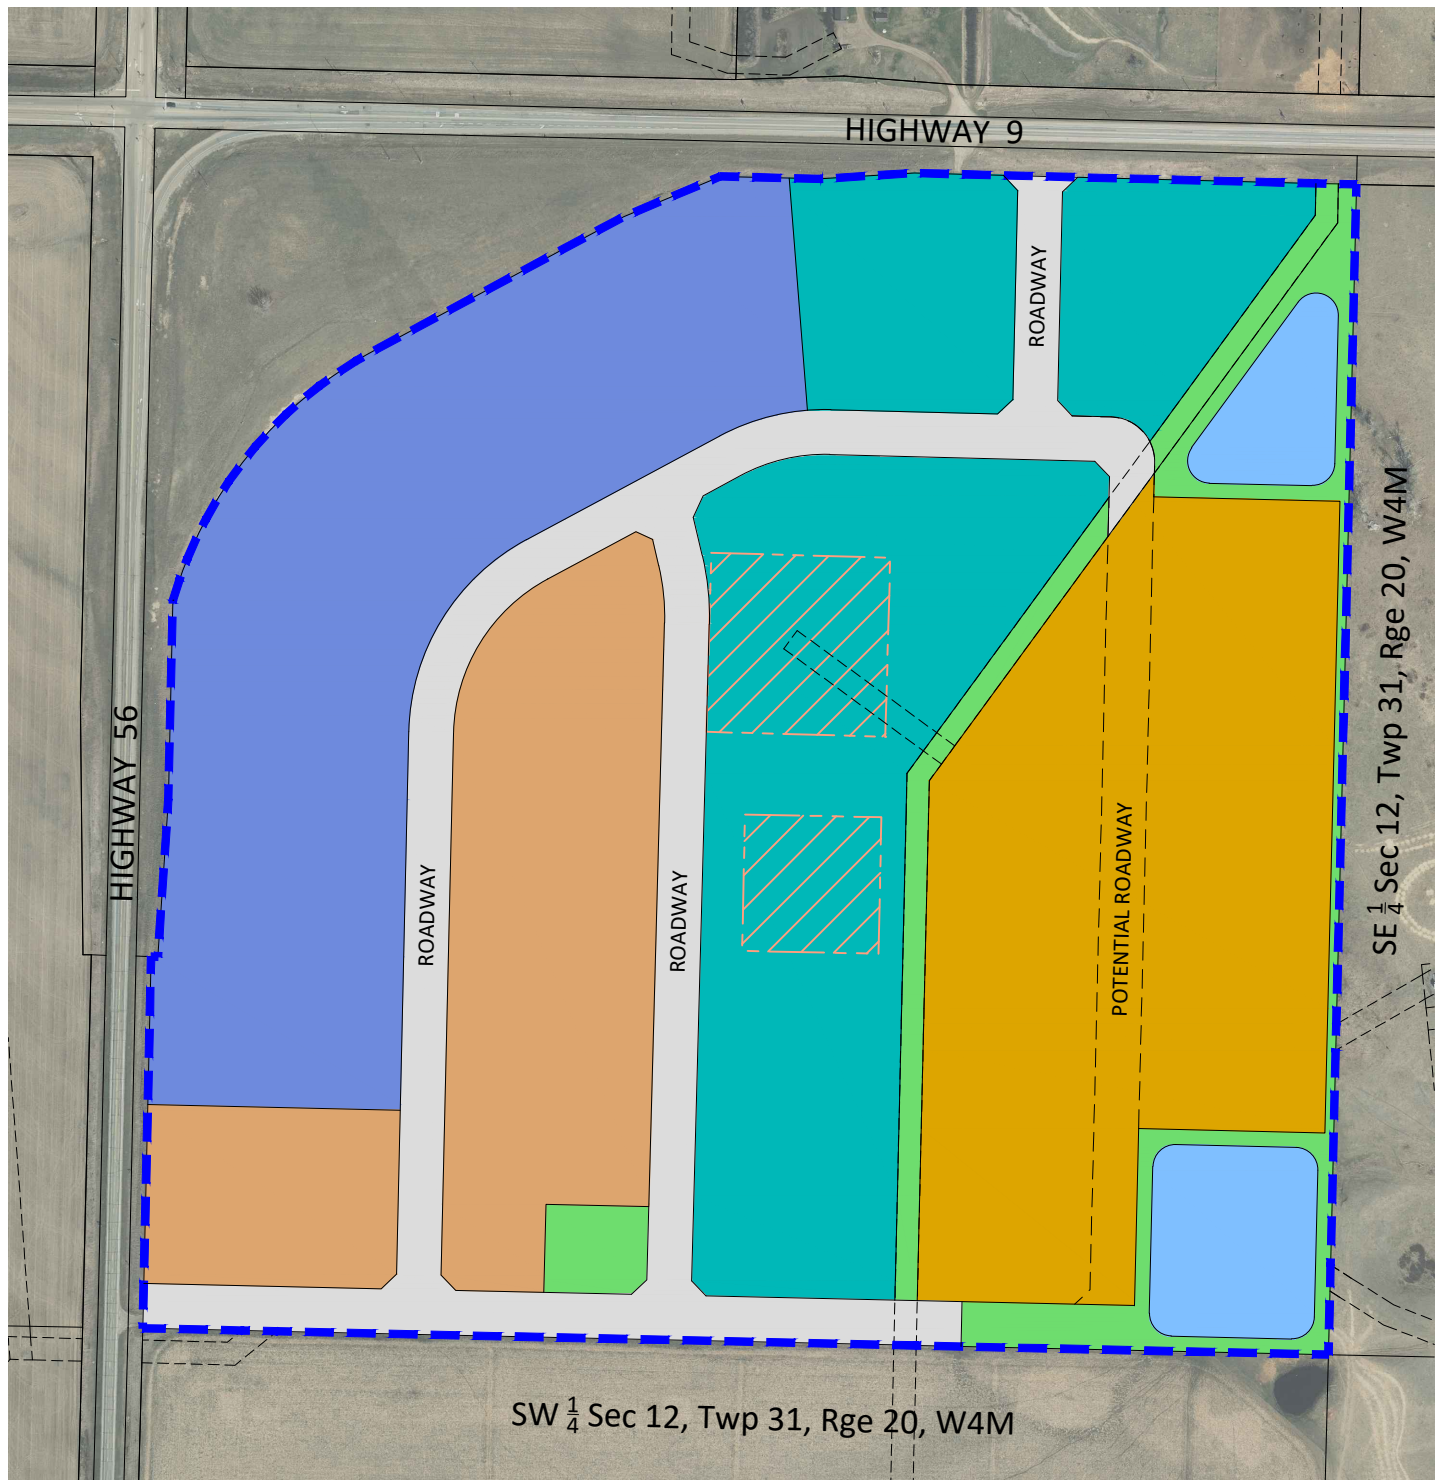 HIGHWAY 9
ROADWAY
SE 1/4 Sec 12, Twp 31, Rge 20, W4M
HIGHWAY 56
POTENTIAL ROADWAY
ROADWAY
ROADWAY
SW 1/4 Sec 12, Twp 31, Rge 20, W4M